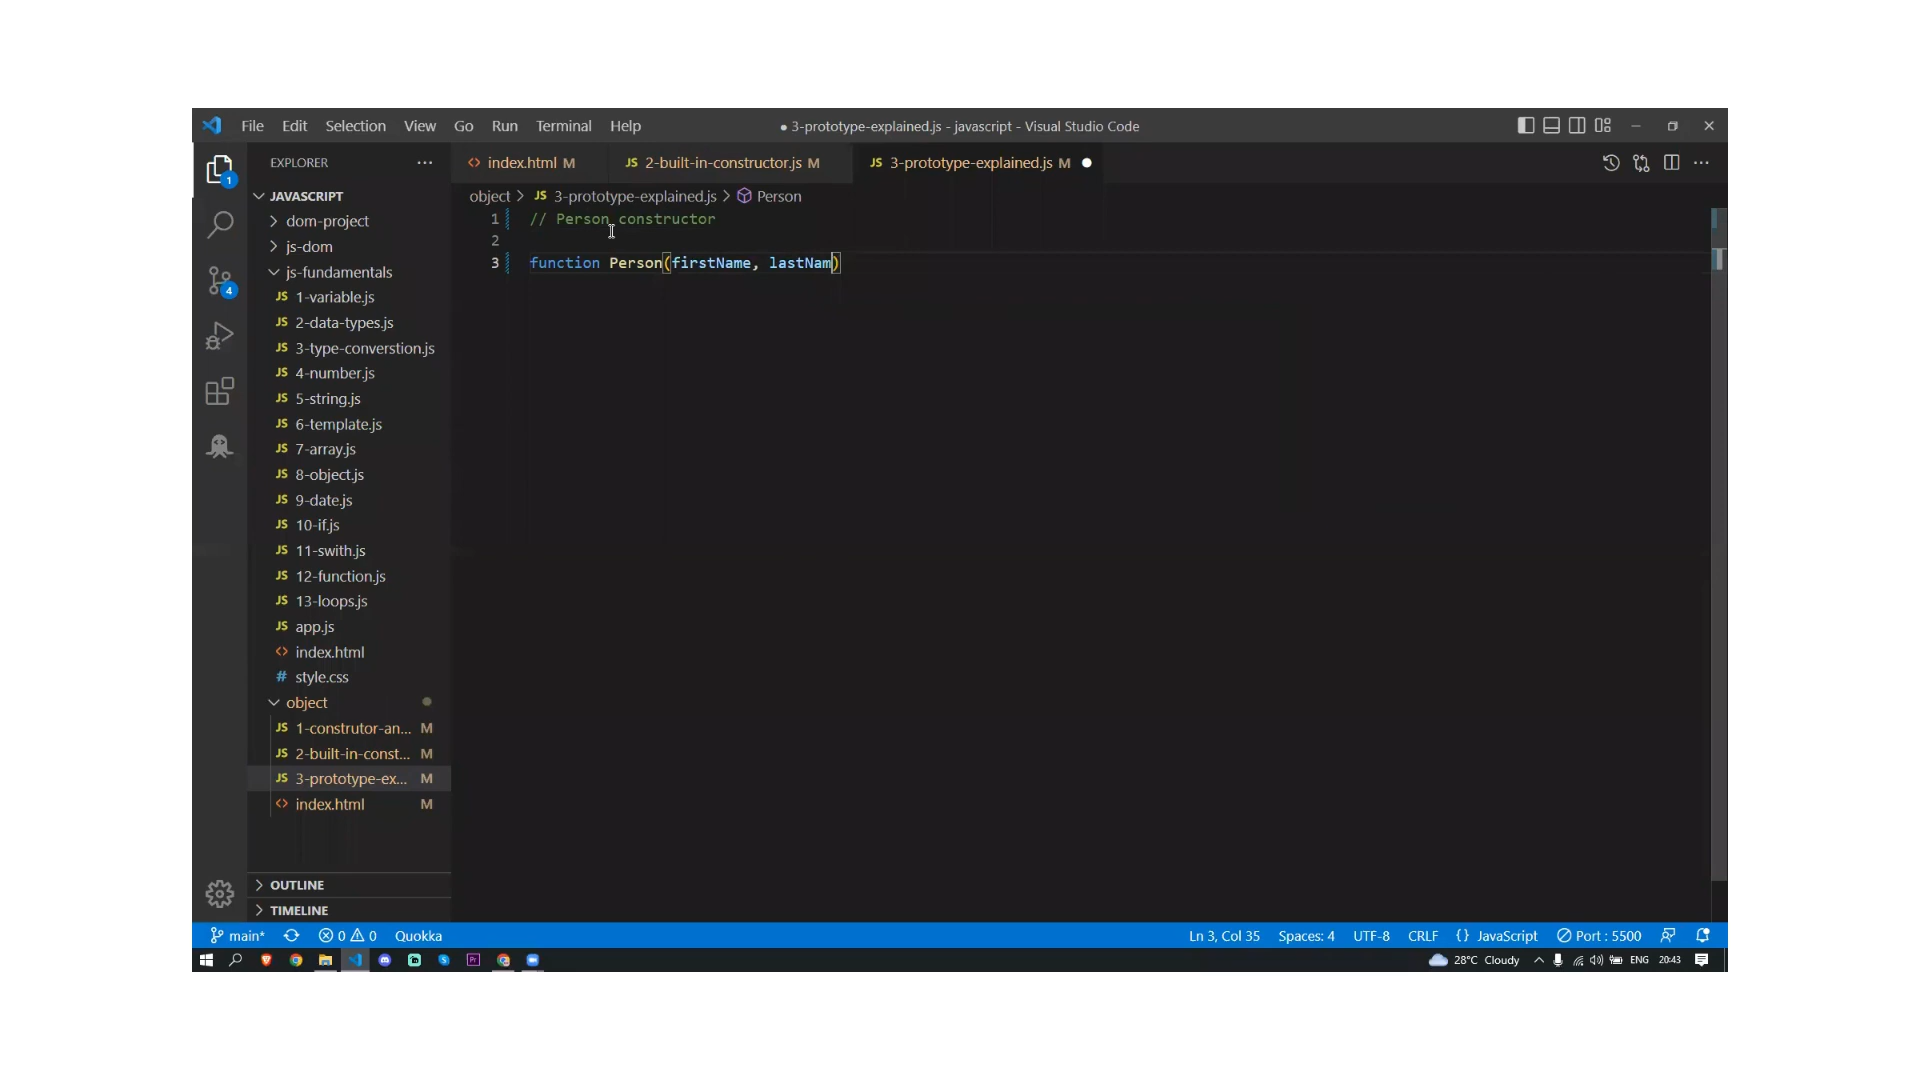 File Edit Selection View Go Run Terminal Help
● 3-prototype-explained.js - javascript - Visual Studio Code
EXPLORER
index.html M
JS 2-built-in-constructor.js M
JS 3-prototype-explained.js M
object > JS 3-prototype-explained.js > Person
1
JAVASCRIPT
dom-project
js-dom
js-fundamentals
JS 1-variable.js
JS 2-data-types.js
JS 3-type-converstion.js
JS 4-number.js
JS 5-string.js
JS 6-template.js
JS 7-array.js
JS 8-object.js
JS 9-date.js
JS 10-if.js
JS 11-swith.js
JS 12-function.js
JS 13-loops.js
JS app.js
<> index.html
# style.css
object
JS 1-construtor-an... M
JS 2-built-in-const... M
JS 3-prototype-ex... M
<> index.html M
4
OUTLINE
TIMELINE
1 // Person constructor
2
3 function Person(firstName, lastNam)
main* 0 0 Quokka
Ln 3, Col 35 Spaces: 4 UTF-8 CRLF {} JavaScript Port : 5500
28°C Cloudy ENG 20:43